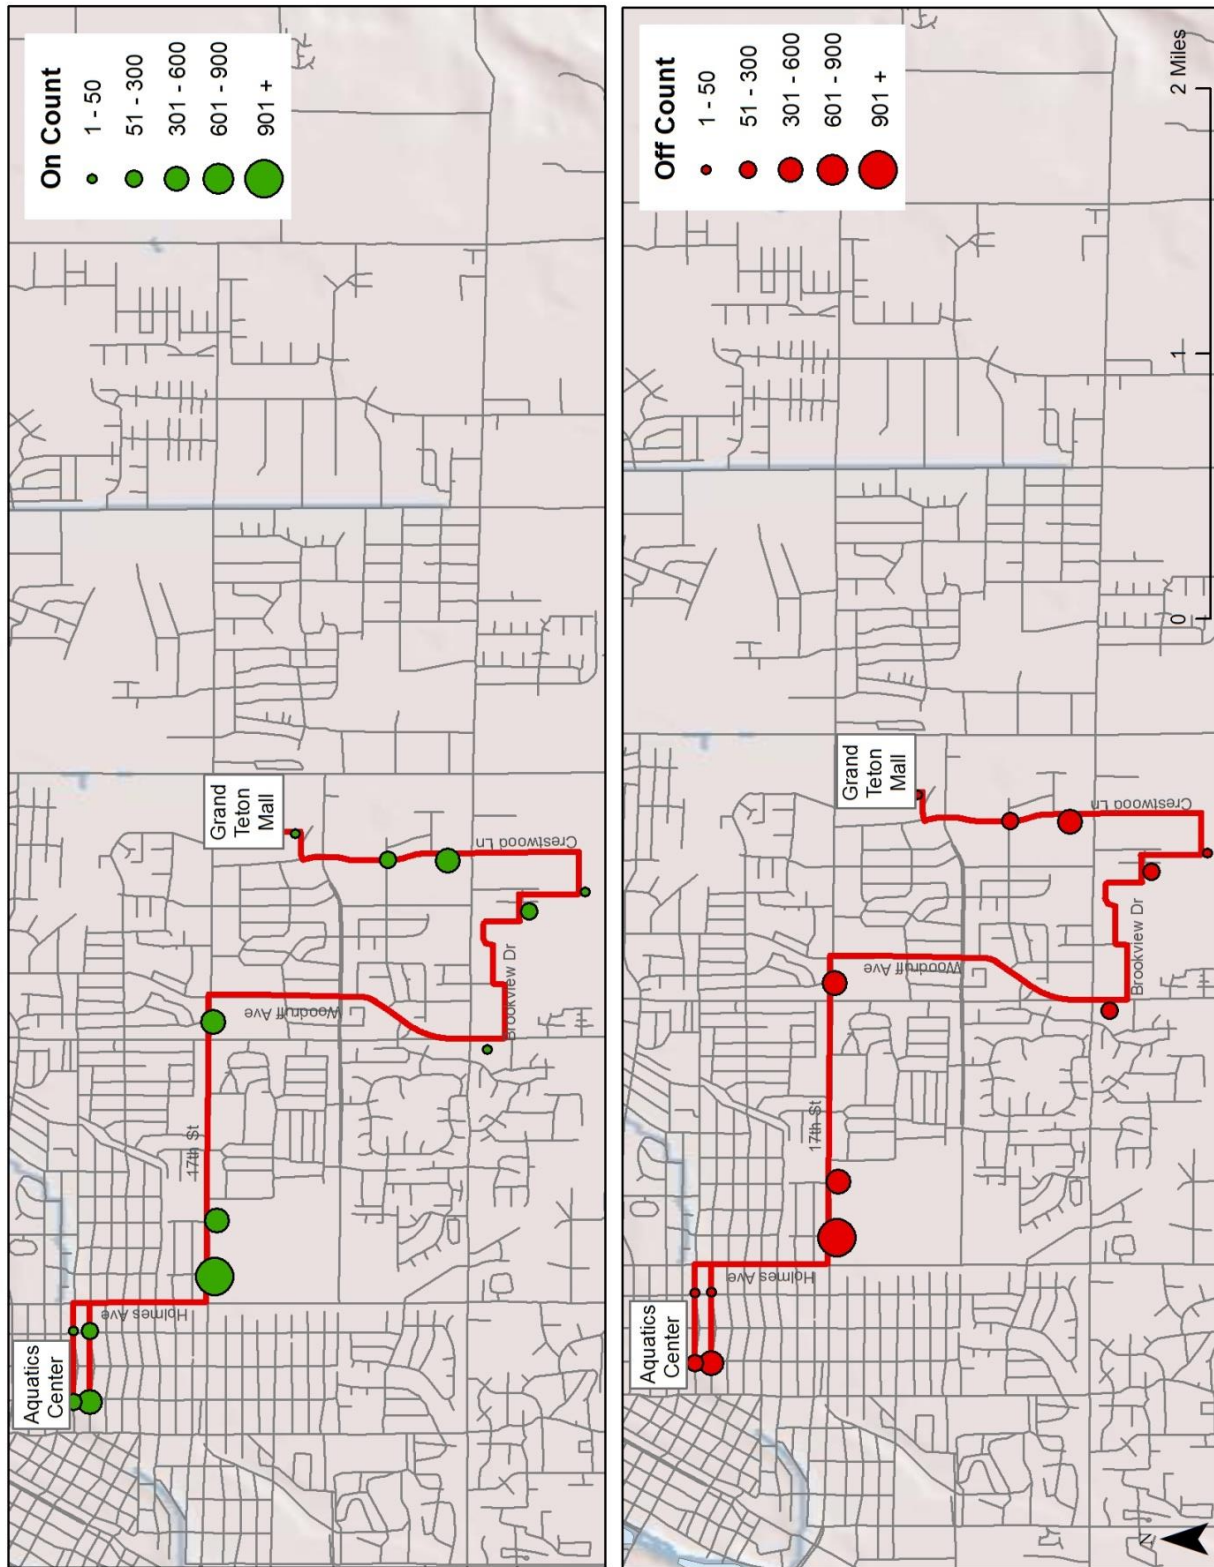 On Count
1 - 50
51 - 300
301 - 600
601 - 900
901 +
Aquatics
Center
Holmes Ave
17th St
Woodruff Ave
Grand
Teton
Mall
Brookview Dr
Crestwood Ln
Off Count
1 - 50
51 - 300
301 - 600
601 - 900
901 +
Aquatics
Center
Holmes Ave
17th St
Woodruff Ave
Grand
Teton
Mall
Brookview Dr
Crestwood Ln
N
0 1 2 Miles